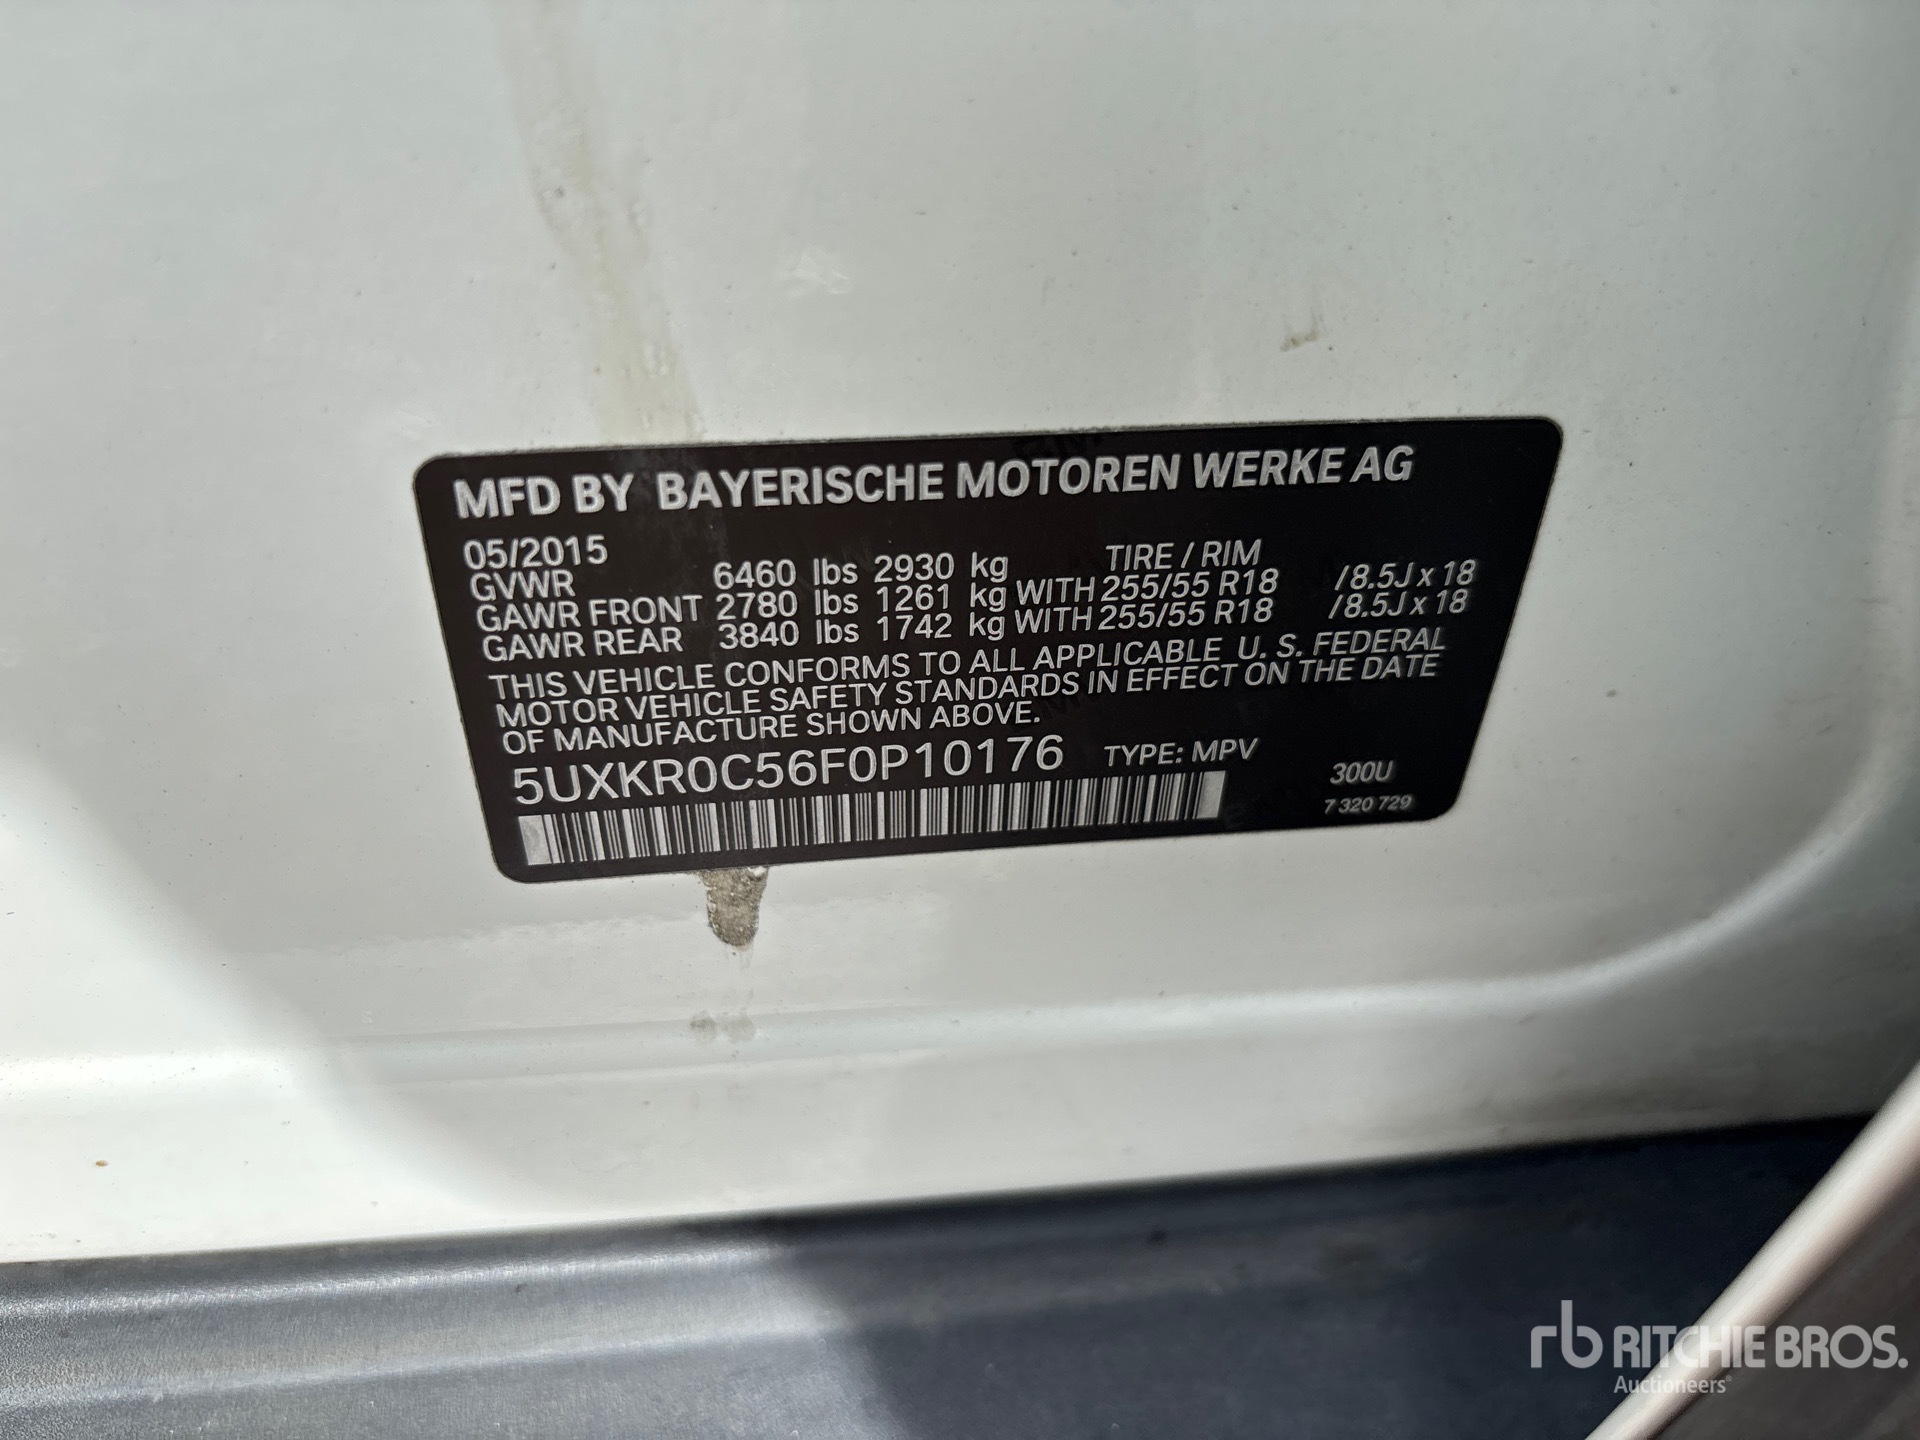 MFD BY BAYERISCHE MOTOREN WERKE AG
05/2015 TIRE / RIM
GVWR 6460 lbs 2930 kg
GAWR FRONT 2780 lbs 1261 kg WITH 255/55 R18 /8.5J x 18
GAWR REAR 3840 lbs 1742 kg WITH 255/55 R18 /8.5J x 18
THIS VEHICLE CONFORMS TO ALL APPLICABLE U. S. FEDERAL
MOTOR VEHICLE SAFETY STANDARDS IN EFFECT ON THE DATE
OF MANUFACTURE SHOWN ABOVE.
5UXKR0C56F0P10176 TYPE: MPV
300U
7 320 729
rb RITCHIE BROS.
Auctioneers